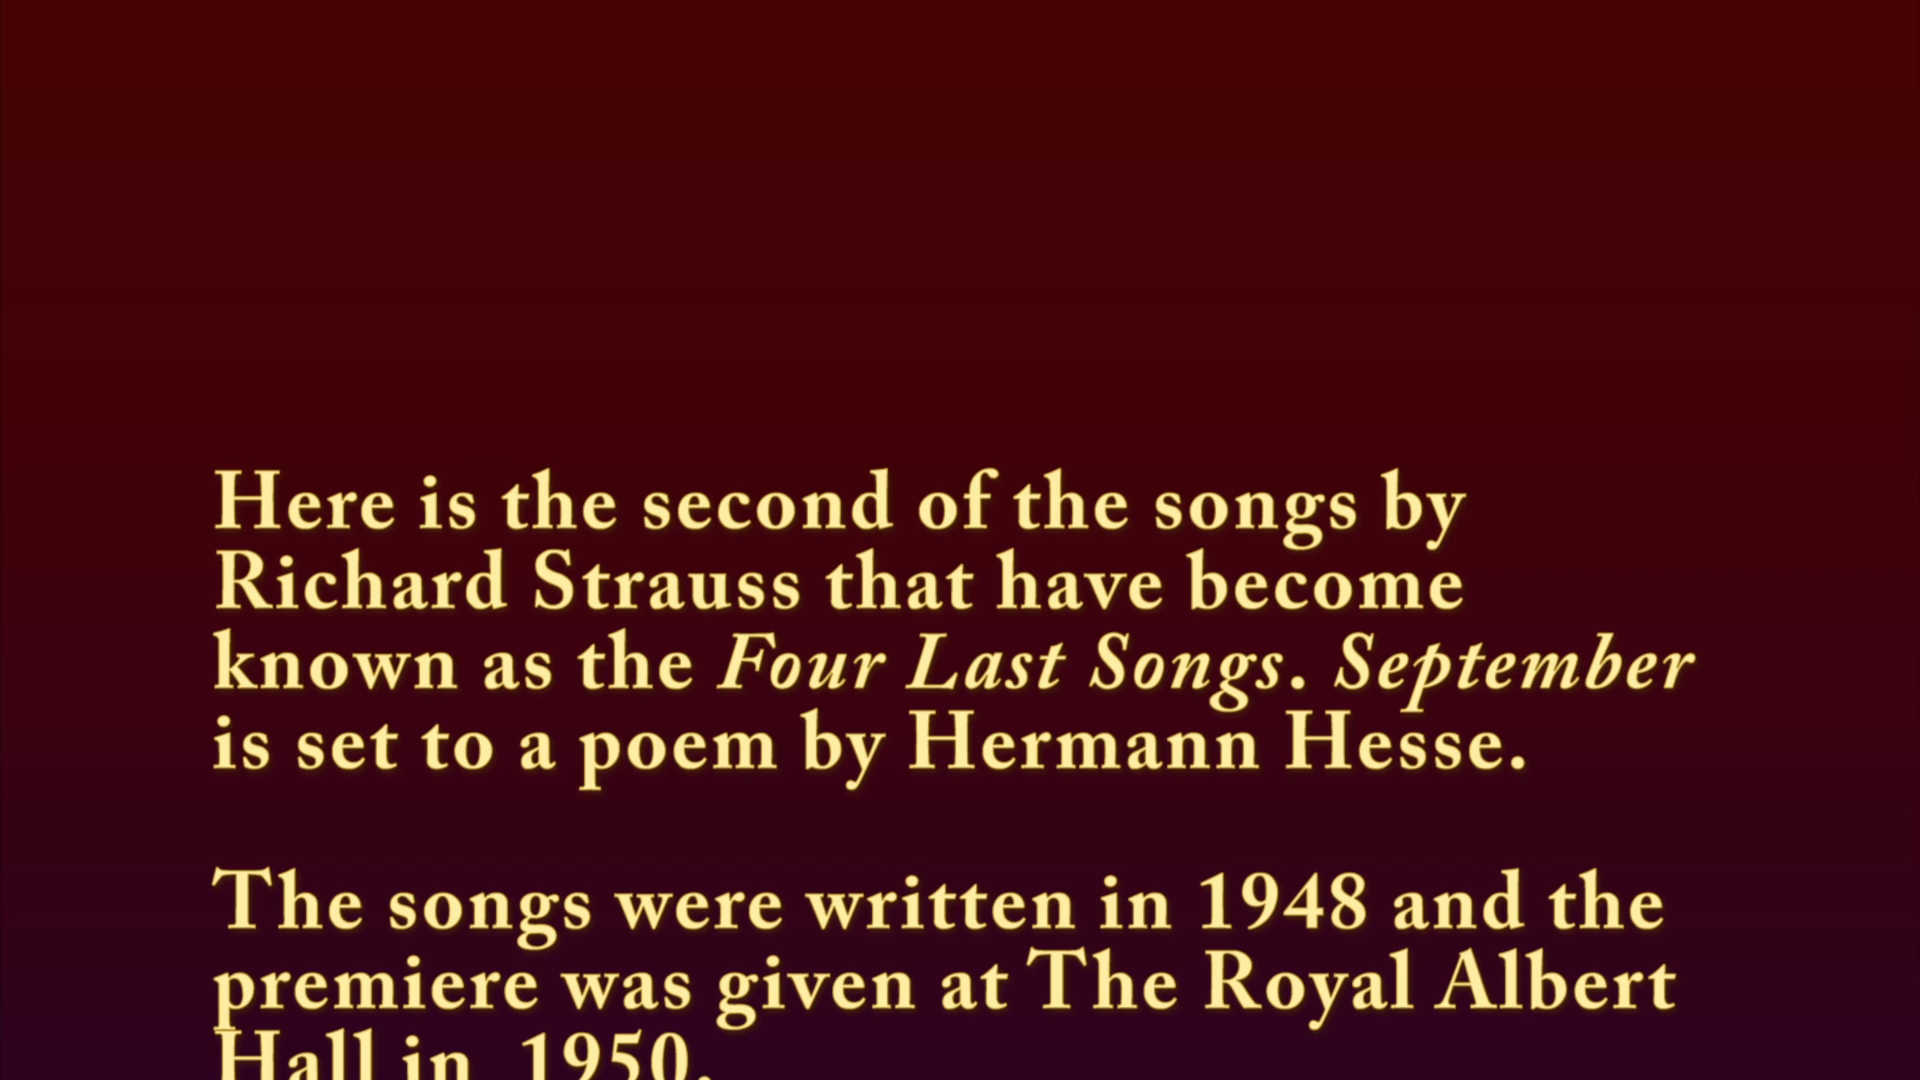 Here is the second of the songs by
Richard Strauss that have become
known as the Four Last Songs. September
is set to a poem by Hermann Hesse.
The songs were written in 1948 and the
premiere was given at The Royal Albert
Hall in 1950.